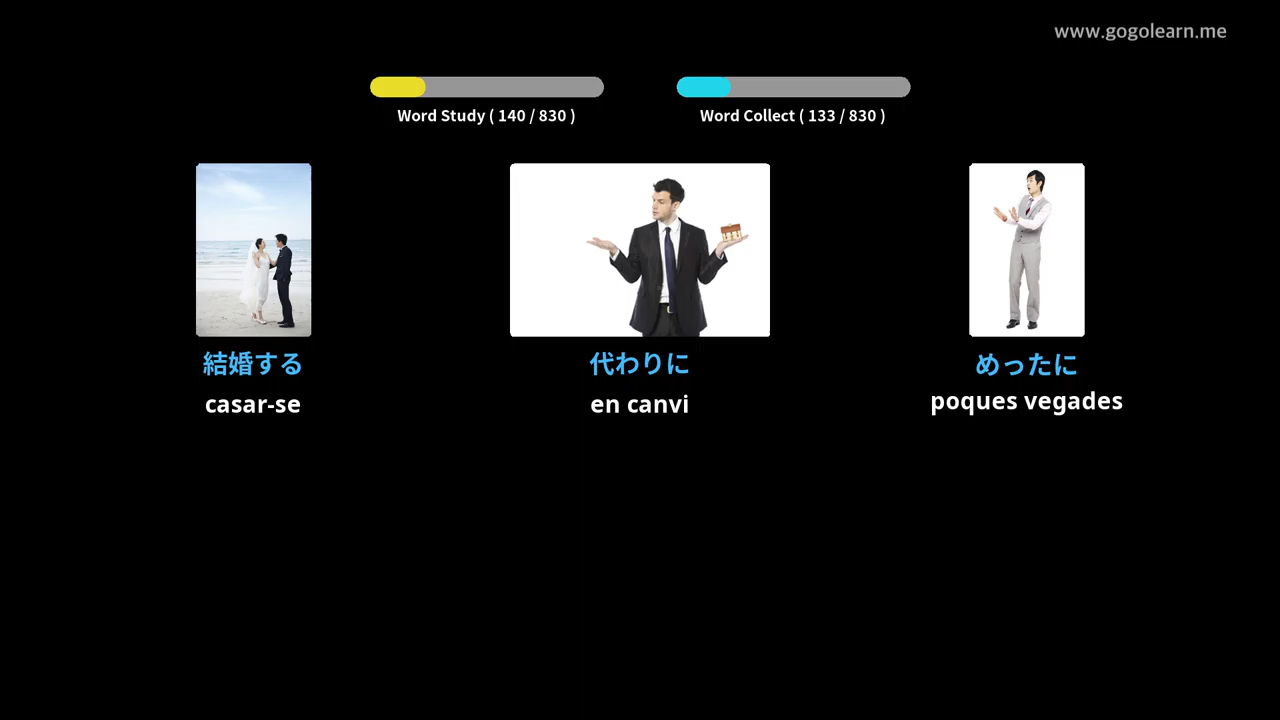 www.gogolearn.me
Word Study ( 140 / 830 )
Word Collect ( 133 / 830 )
結婚する
代わりに
めったに
casar-se
en canvi
poques vegades